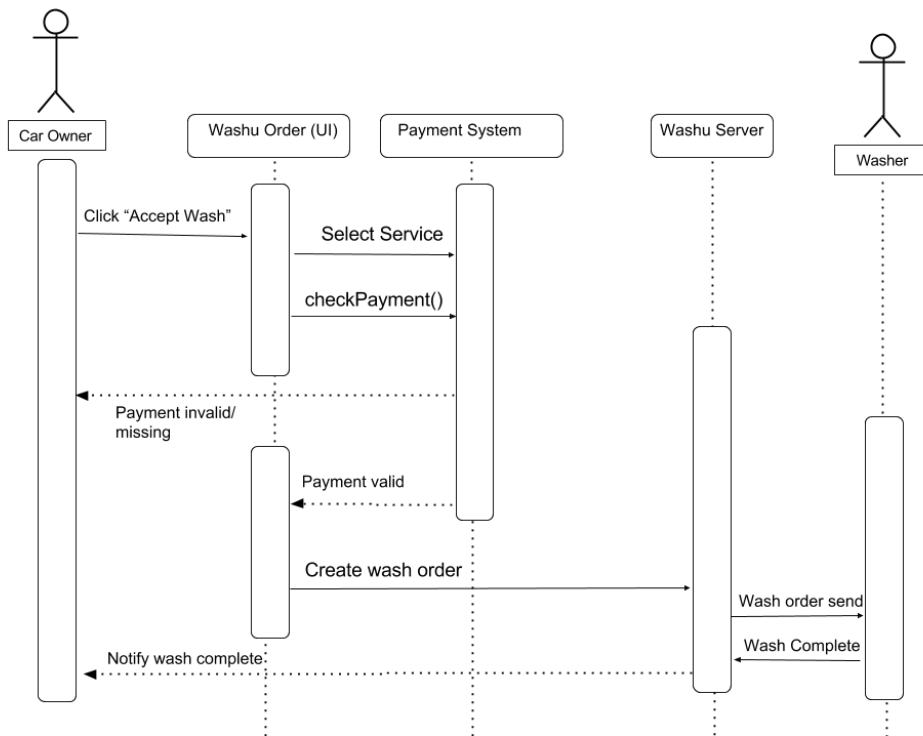 Car Owner
Washu Order (UI)
Payment System
Washu Server
Washer
Click “Accept Wash”
Select Service
checkPayment()
Payment invalid/
missing
Payment valid
Create wash order
Wash order send
Wash Complete
Notify wash complete